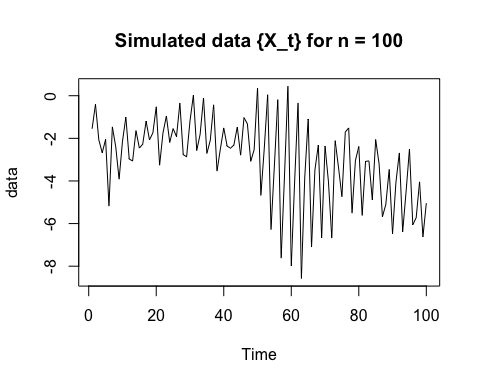 Simulated data {X_t} for n = 100
data
0
-2
-4
-6
-8
0 20 40 60 80 100
Time